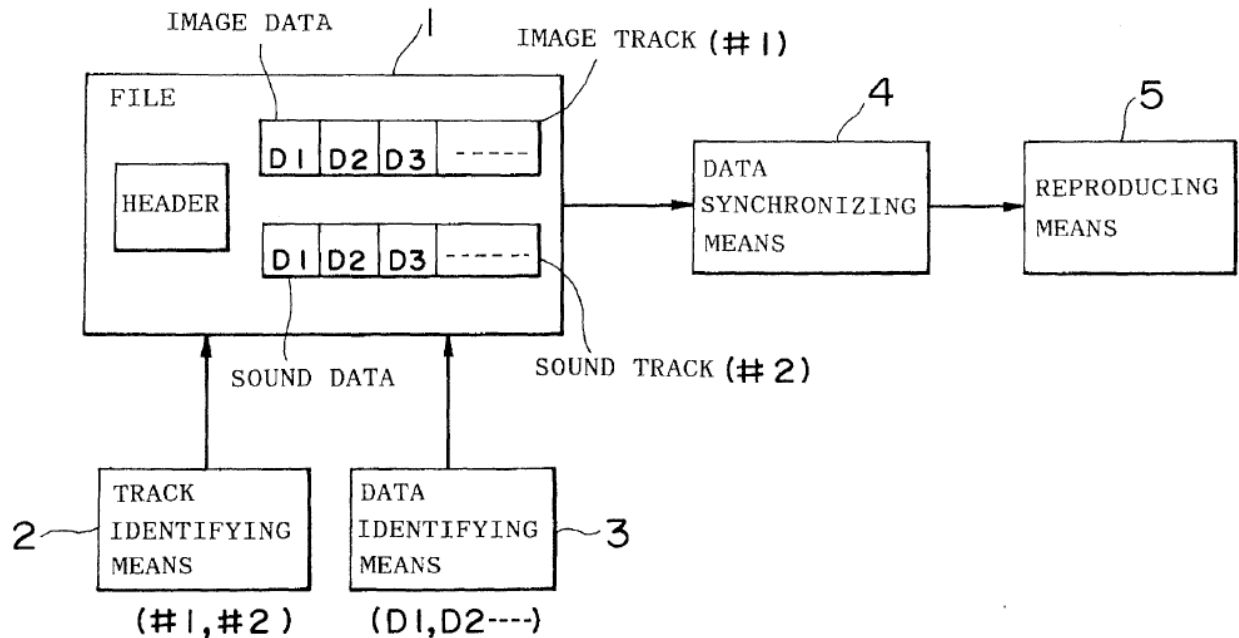 IMAGE DATA
1
IMAGE TRACK (#1)
FILE
D1 D2 D3 -----
HEADER
D1 D2 D3 ------
4
DATA
SYNCHRONIZING
MEANS
5
REPRODUCING
MEANS
SOUND DATA
SOUND TRACK (#2)
2
TRACK
IDENTIFYING
MEANS
(#1,#2)
DATA
IDENTIFYING
MEANS
3
(D1,D2----)